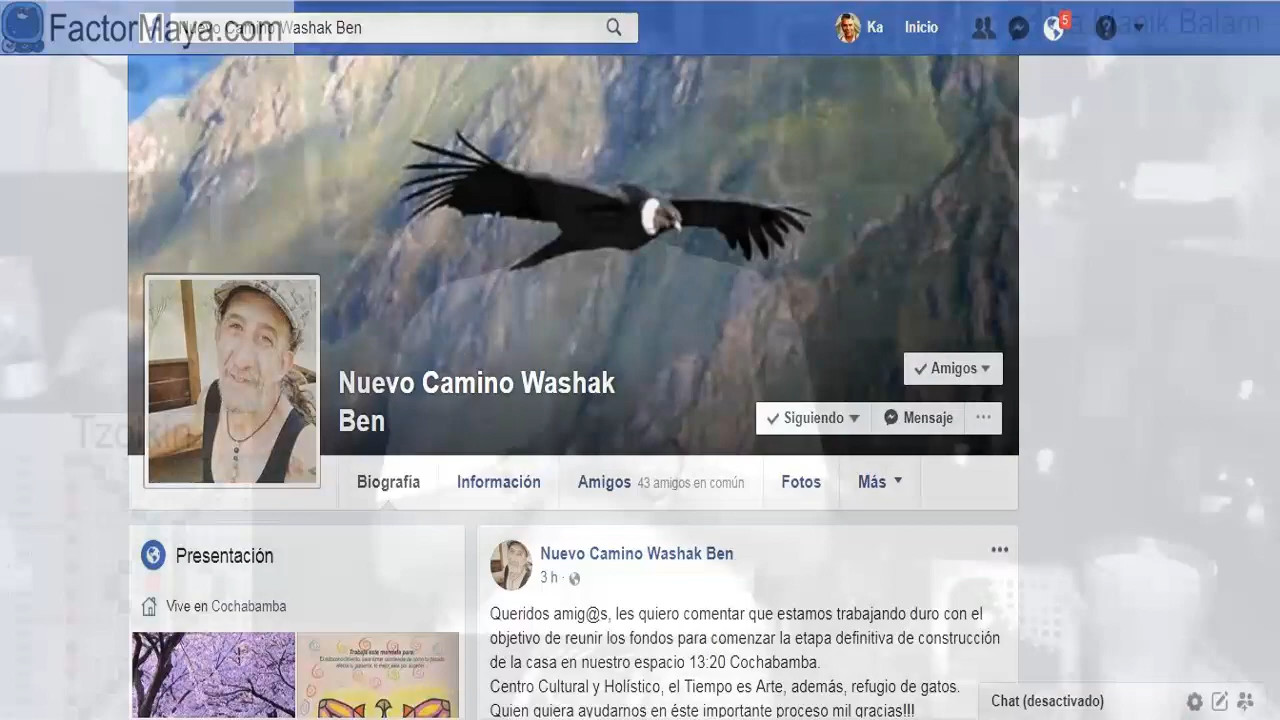 FactorMaya.com
Nuevo Camino Washak Ben
Ka
Inicio
5
Manik Balam
Nuevo Camino Washak
Ben
Amigos
Siguiendo
Mensaje
Tzolkin
Biografía
Información
Amigos 43 amigos en común
Fotos
Más
Presentación
Vive en Cochabamba
Nuevo Camino Washak Ben
3 h ·
Queridos amig@s, les quiero comentar que estamos trabajando duro con el
objetivo de reunir los fondos para comenzar la etapa definitiva de construcción
de la casa en nuestro espacio 13:20 Cochabamba.
Centro Cultural y Holístico, el Tiempo es Arte, además, refugio de gatos.
Quien quiera ayudarnos en éste importante proceso mil gracias!!!
Chat (desactivado)